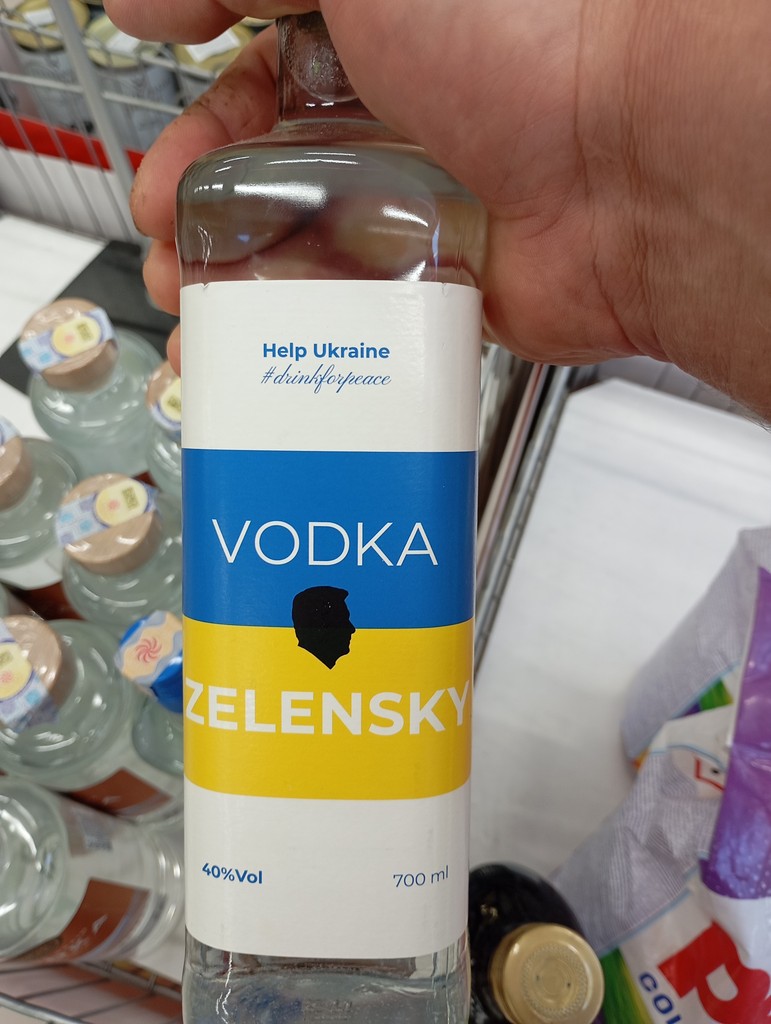 Help Ukraine
#drinkforpeace
VODKA
ZELENSKY
40%Vol
700 ml